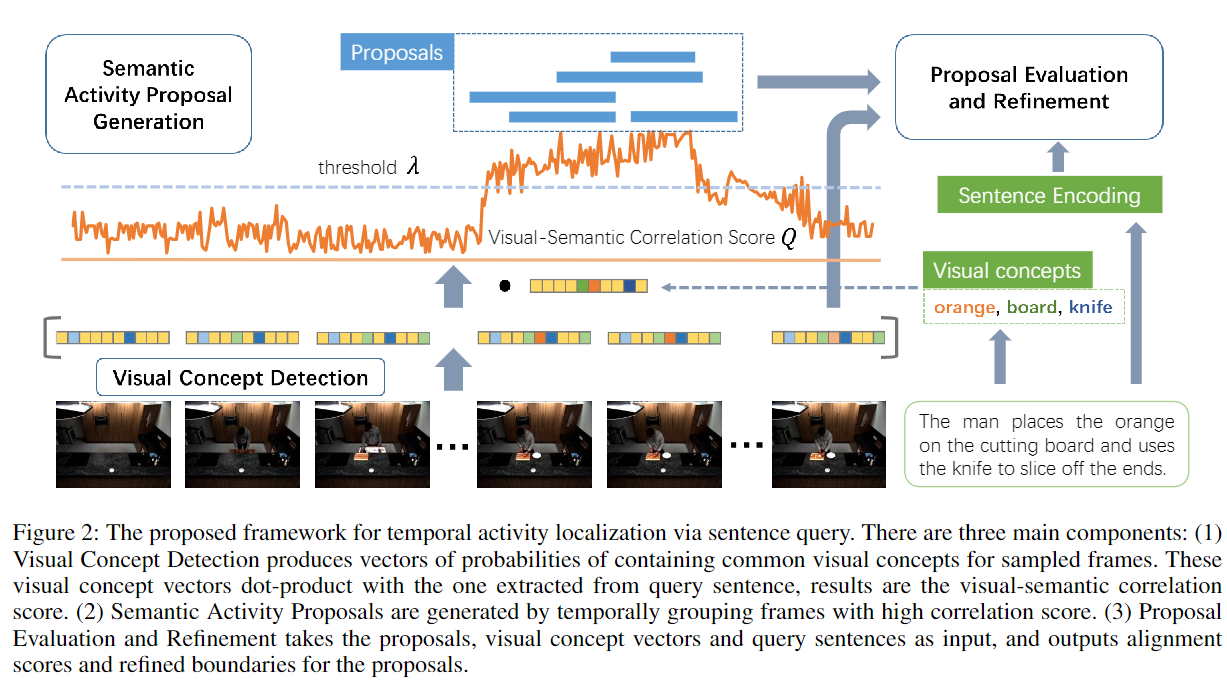 Semantic
Activity Proposal
Generation
Proposals
Proposal Evaluation
and Refinement
threshold λ
Sentence Encoding
Visual-Semantic Correlation Score Q
Visual concepts
orange, board, knife
Visual Concept Detection
The man places the orange
on the cutting board and uses
the knife to slice off the ends.
Figure 2: The proposed framework for temporal activity localization via sentence query. There are three main components: (1)
Visual Concept Detection produces vectors of probabilities of containing common visual concepts for sampled frames. These
visual concept vectors dot-product with the one extracted from query sentence, results are the visual-semantic correlation
score. (2) Semantic Activity Proposals are generated by temporally grouping frames with high correlation score. (3) Proposal
Evaluation and Refinement takes the proposals, visual concept vectors and query sentences as input, and outputs alignment
scores and refined boundaries for the proposals.